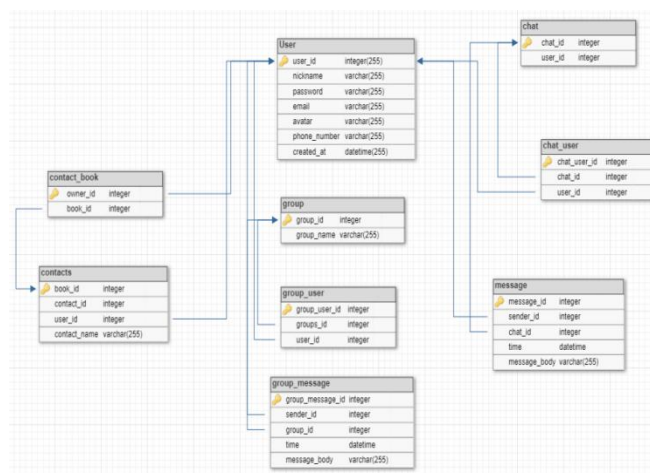 User
user_id integer(255)
nickname varchar(255)
password varchar(255)
email varchar(255)
avatar varchar(255)
phone_number varchar(255)
created_at datetime(255)
chat
chat_id integer
user_id integer
chat_user
chat_user_id integer
chat_id integer
user_id integer
contact_book
owner_id integer
book_id integer
group
group_id integer
group_name varchar(255)
contacts
book_id integer
contact_id integer
user_id integer
contact_name varchar(255)
group_user
group_user_id integer
groups_id integer
user_id integer
message
message_id integer
sender_id integer
chat_id integer
time datetime
message_body varchar(255)
group_message
group_message_id integer
sender_id integer
group_id integer
time datetime
message_body varchar(255)